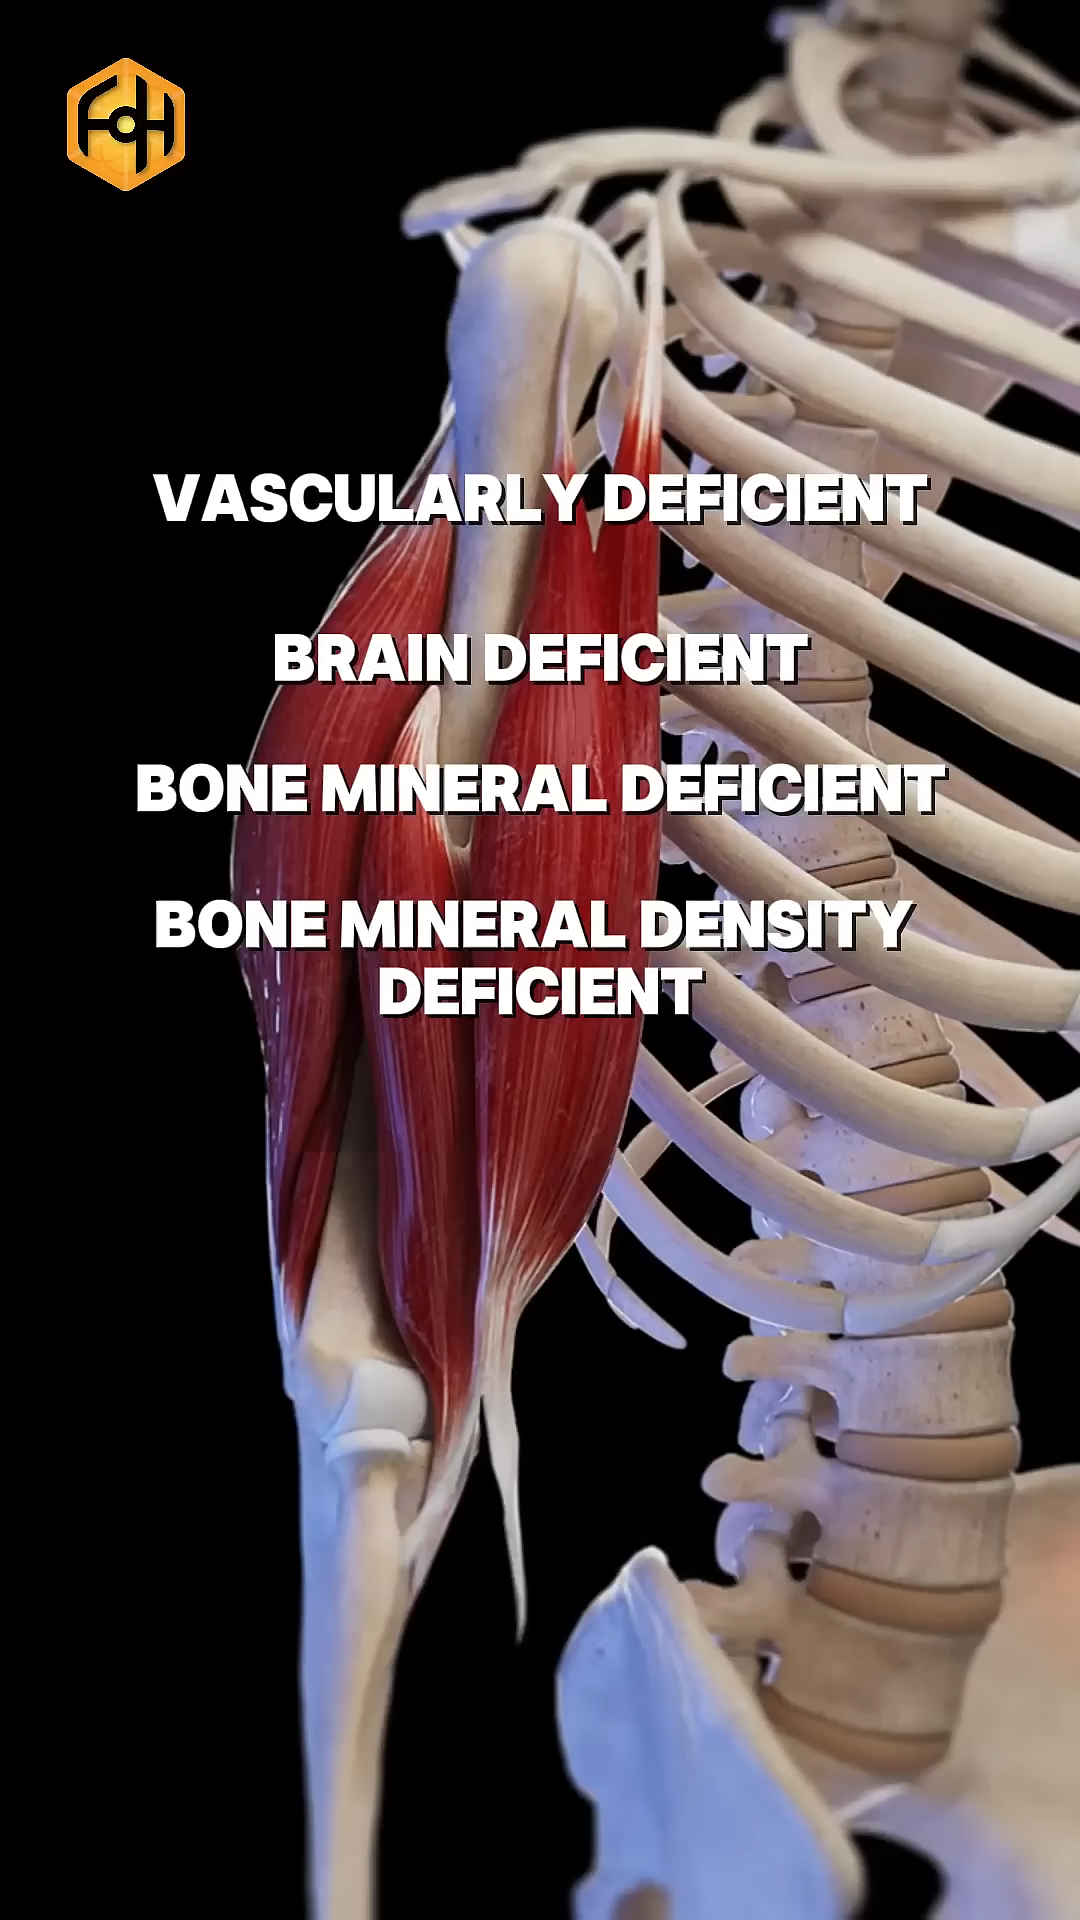 VASCULARLY DEFICIENT
BRAIN DEFICIENT
BONE MINERAL DEFICIENT
BONE MINERAL DENSITY
DEFICIENT